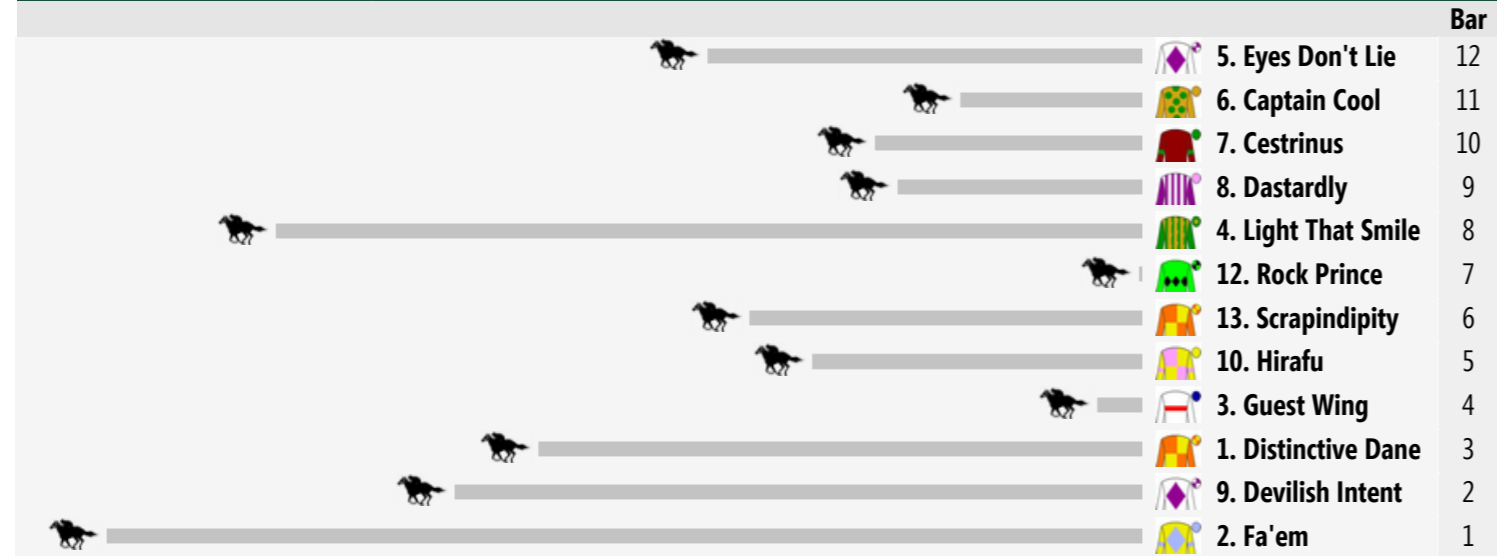 Bar
5. Eyes Don't Lie 12
6. Captain Cool 11
7. Cestrinus 10
8. Dastardly 9
4. Light That Smile 8
12. Rock Prince 7
13. Scrapindipity 6
10. Hirafu 5
3. Guest Wing 4
1. Distinctive Dane 3
9. Devilish Intent 2
2. Fa'em 1